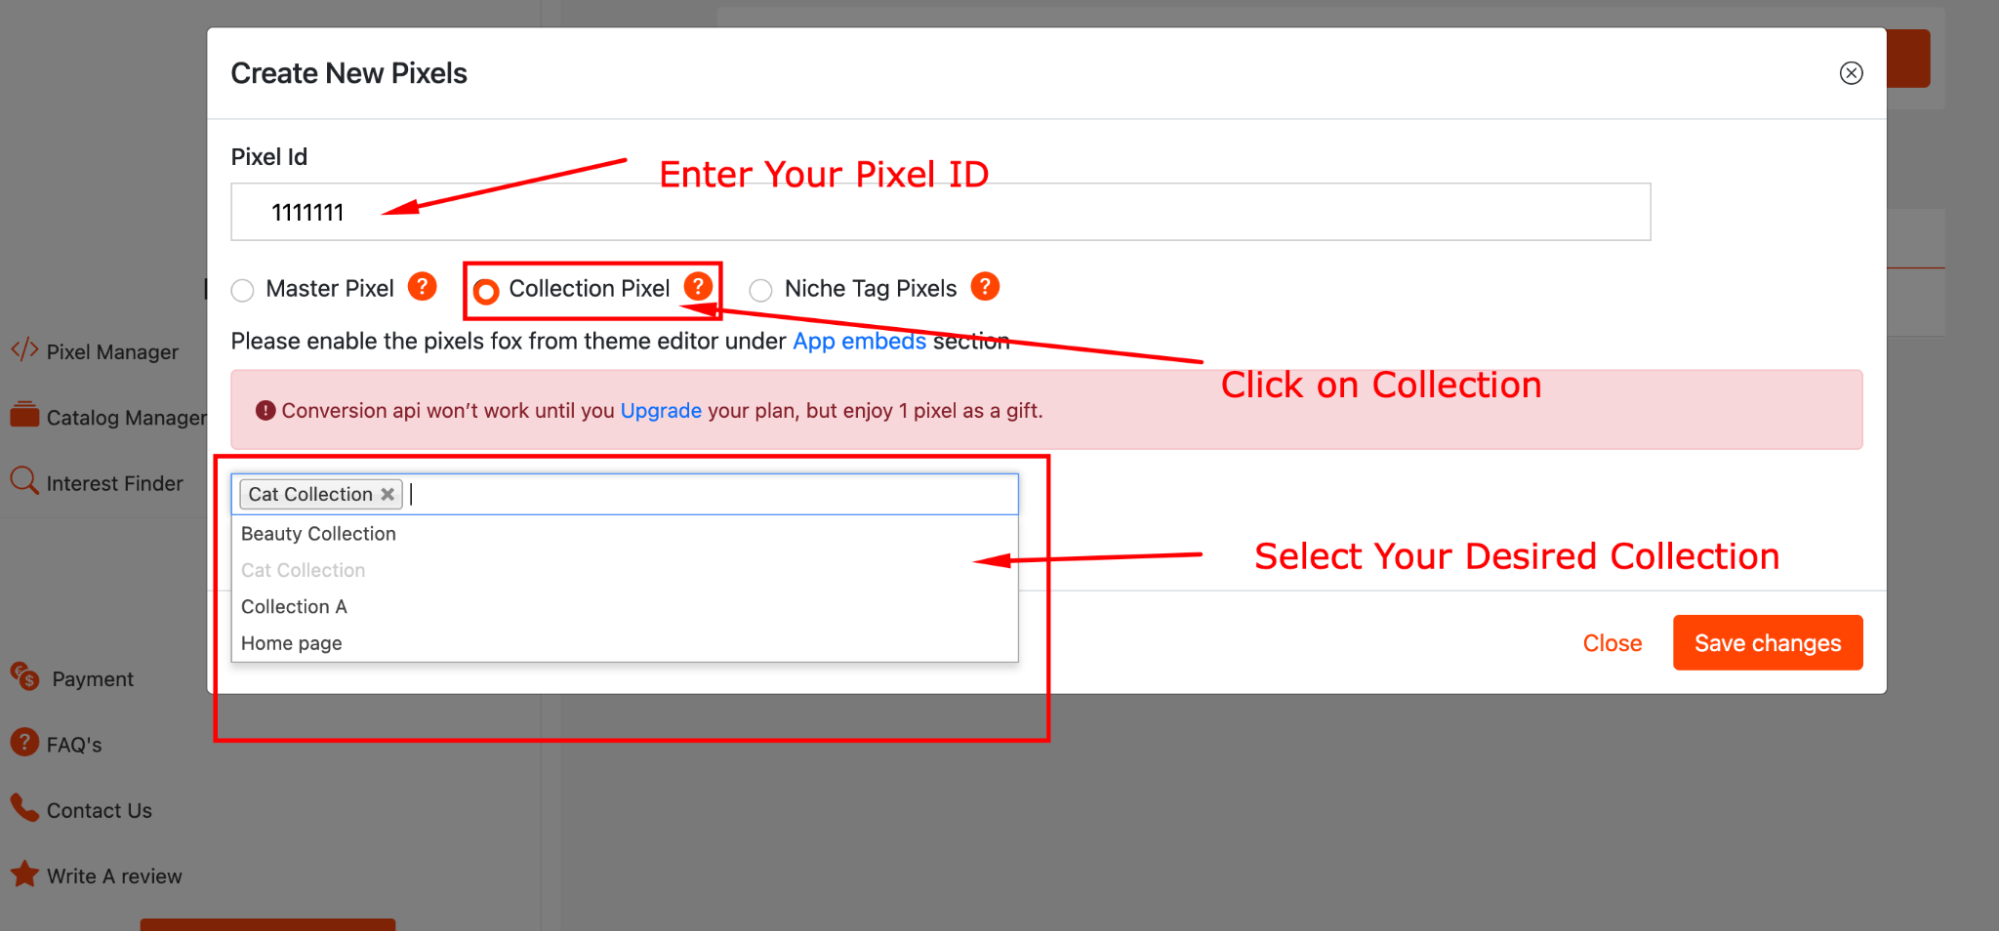 Create New Pixels
Pixel Id
Enter Your Pixel ID
1111111
Master Pixel ?
Collection Pixel ?
Niche Tag Pixels ?
Please enable the pixels fox from theme editor under App embeds section
Click on Collection
Conversion api won’t work until you Upgrade your plan, but enjoy 1 pixel as a gift.
Cat Collection
Beauty Collection
Cat Collection
Collection A
Home page
Select Your Desired Collection
Close
Save changes
Pixel Manager
Catalog Manager
Interest Finder
Payment
FAQ's
Contact Us
Write A review